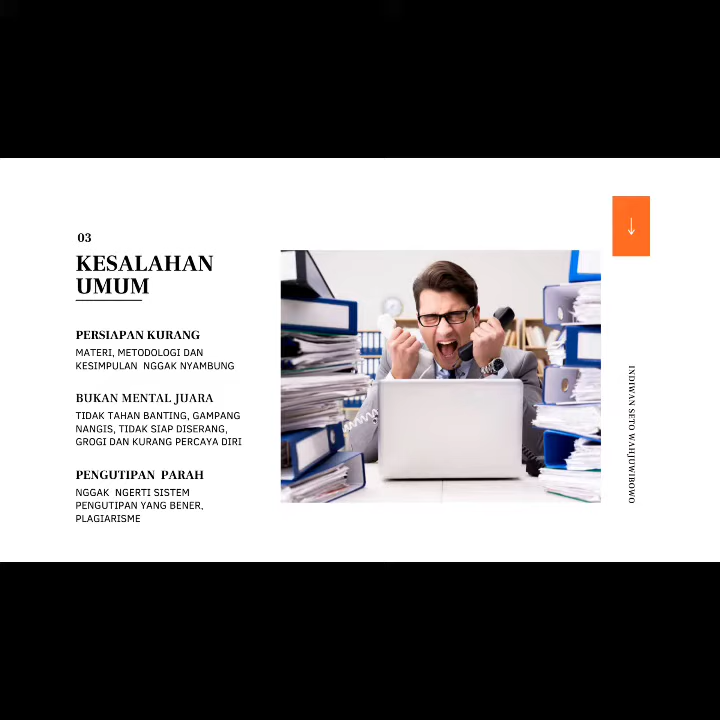 03
KESALAHAN
UMUM
PERSIAPAN KURANG
MATERI, METODOLOGI DAN
KESIMPULAN  NGGAK NYAMBUNG
BUKAN MENTAL JUARA
TIDAK TAHAN BANTING, GAMPANG
NANGIS, TIDAK SIAP DISERANG,
GROGI DAN KURANG PERCAYA DIRI
PENGUTIPAN  PARAH
NGGAK  NGERTI SISTEM
PENGUTIPAN YANG BENER,
PLAGIARISME
INDIWAN SETO WAHJUWIBOWO